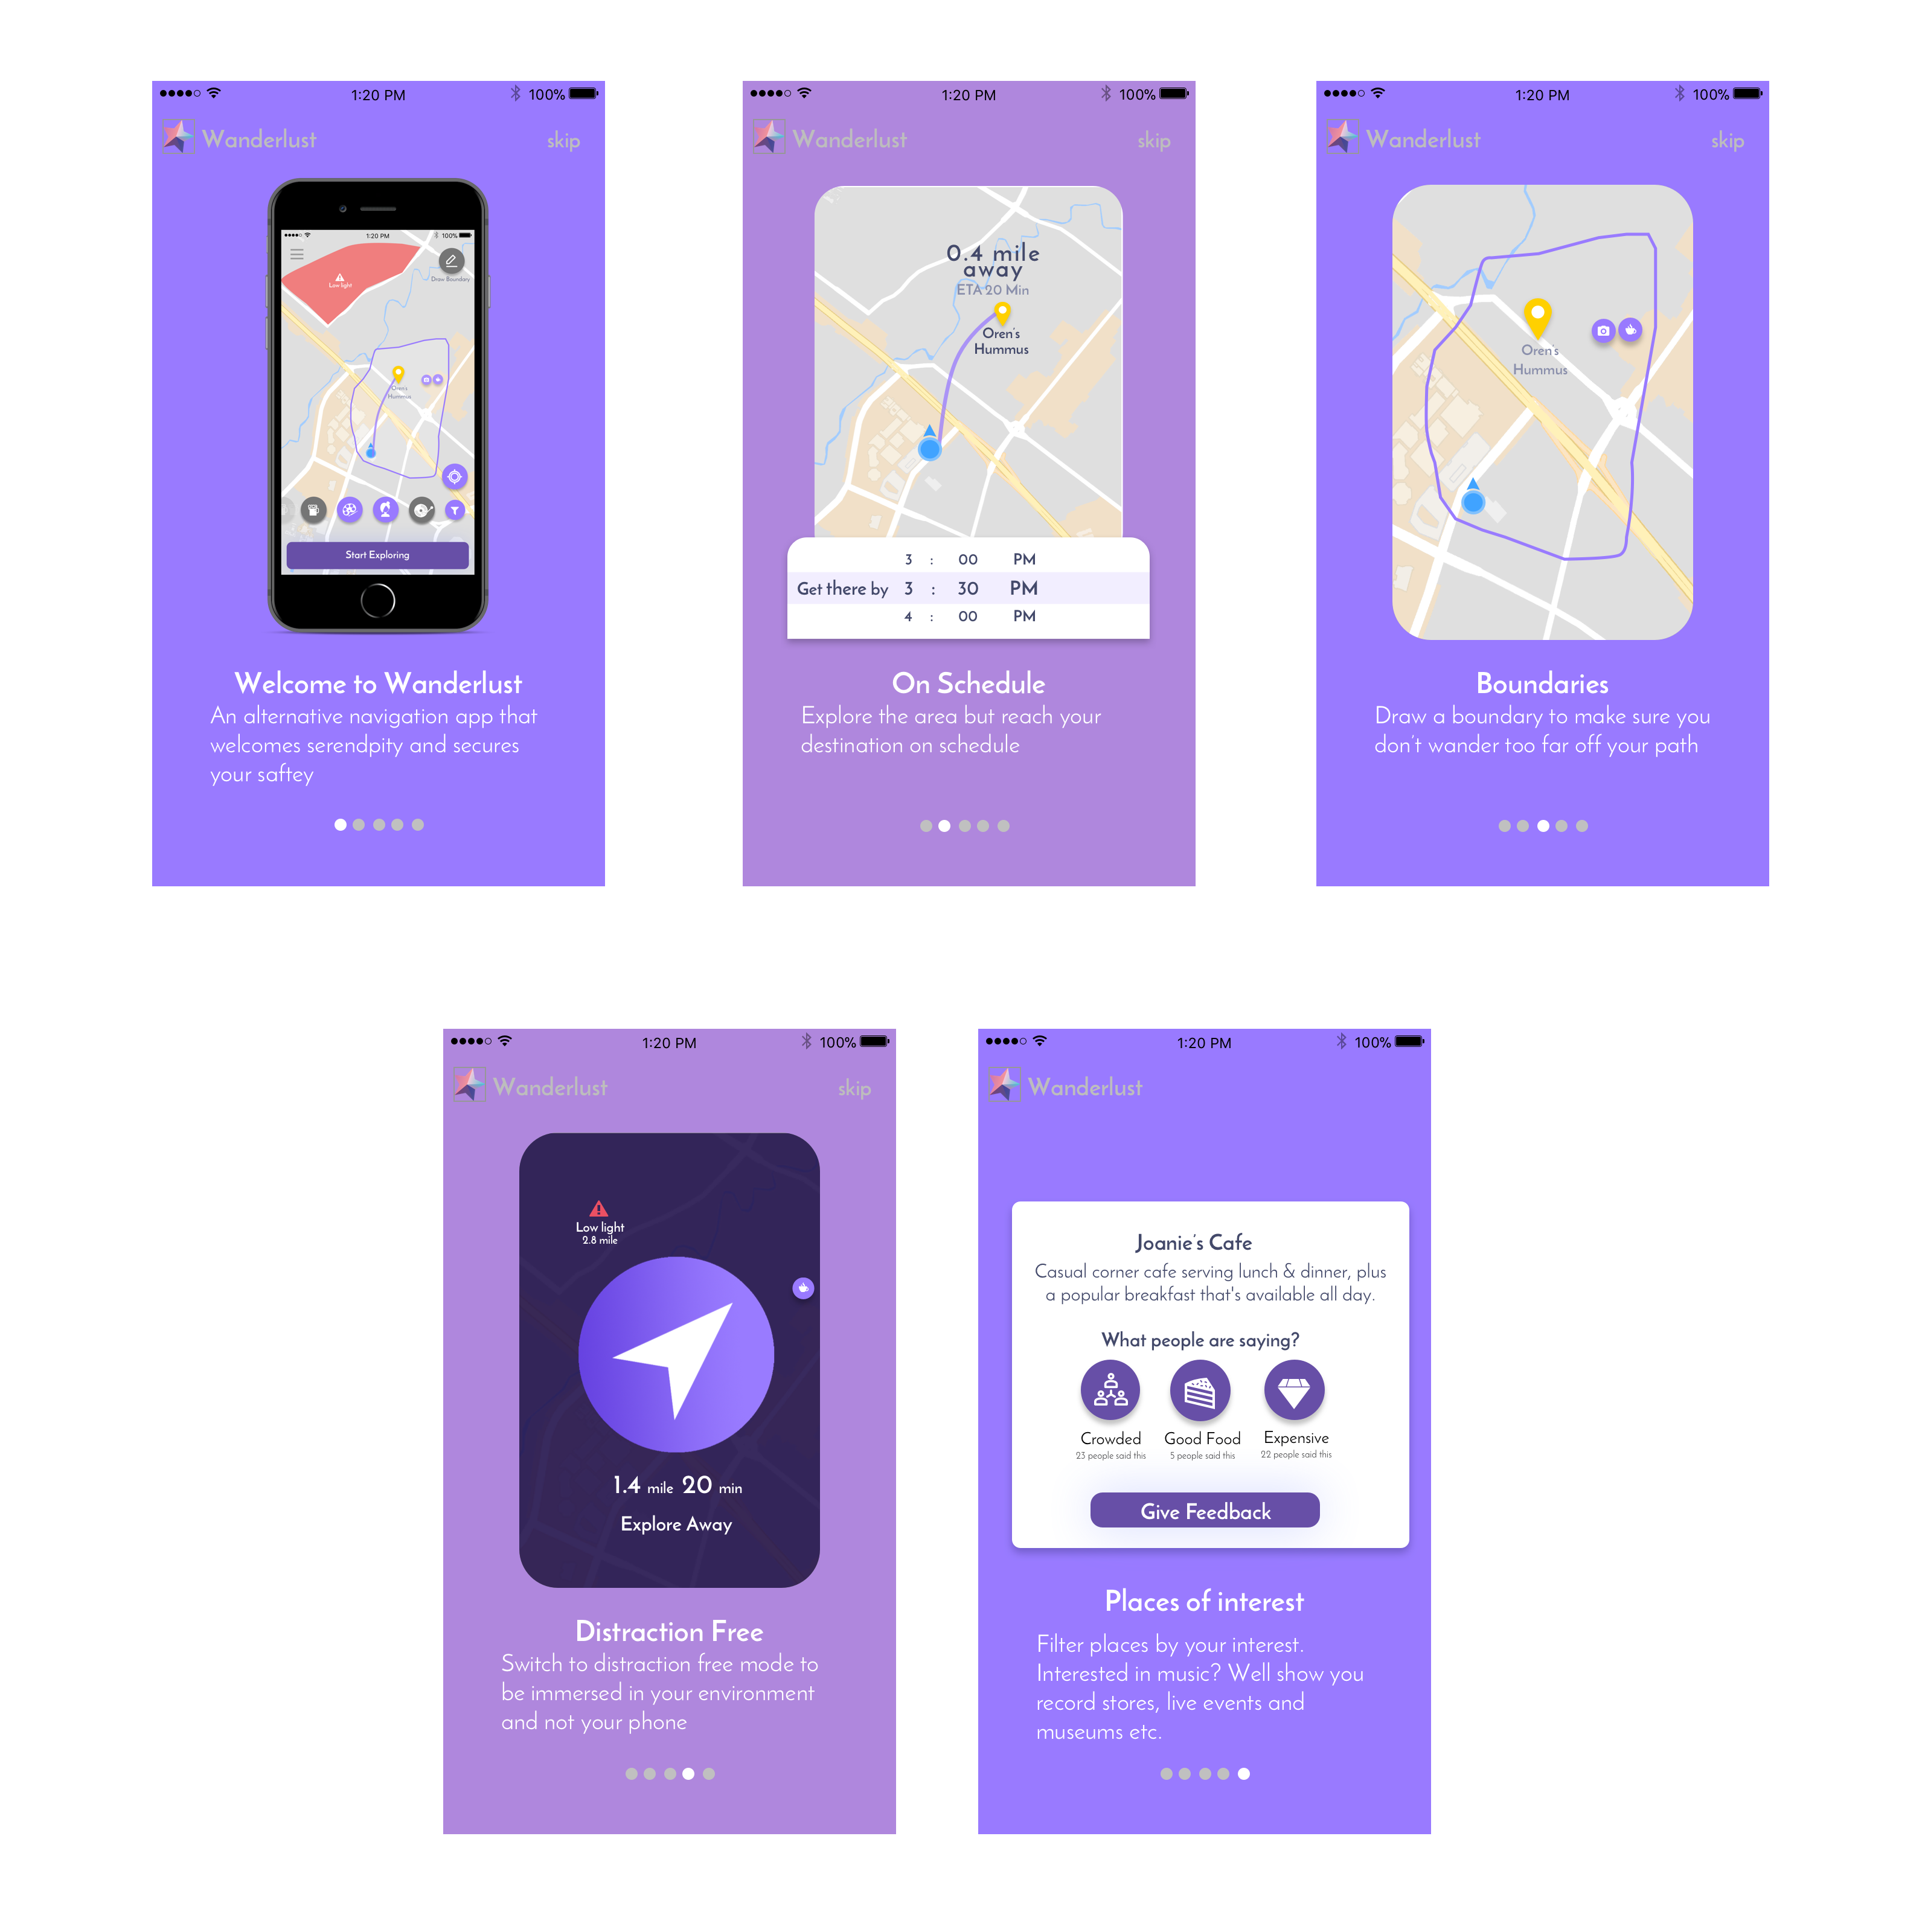 1:20 PM
100%
Wanderlust
skip
1:20 PM
100%
Low light
Draw Boundary
Oren's
Hummus
Start Exploring
Welcome to Wanderlust
An alternative navigation app that
welcomes serendpity and secures
your saftey
1:20 PM
100%
Wanderlust
skip
0.4 mile
away
ETA 20 Min
Oren's
Hummus
3 : 00 PM
Get there by 3 : 30 PM
4 : 00 PM
On Schedule
Explore the area but reach your
destination on schedule
1:20 PM
100%
Wanderlust
skip
Oren's
Hummus
Boundaries
Draw a boundary to make sure you
don't wander too far off your path
1:20 PM
100%
Wanderlust
skip
Low light
2.8 mile
1.4 mile 20 min
Explore Away
Distraction Free
Switch to distraction free mode to
be immersed in your environment
and not your phone
1:20 PM
100%
Wanderlust
Joanie's Cafe
Casual corner cafe serving lunch & dinner, plus
a popular breakfast that's available all day.
What people are saying?
Crowded Good Food Expensive
23 people said this 5 people said this 22 people said this
Give Feedback
Places of interest
Filter places by your interest.
Interested in music? Well show you
record stores, live events and
museums etc.